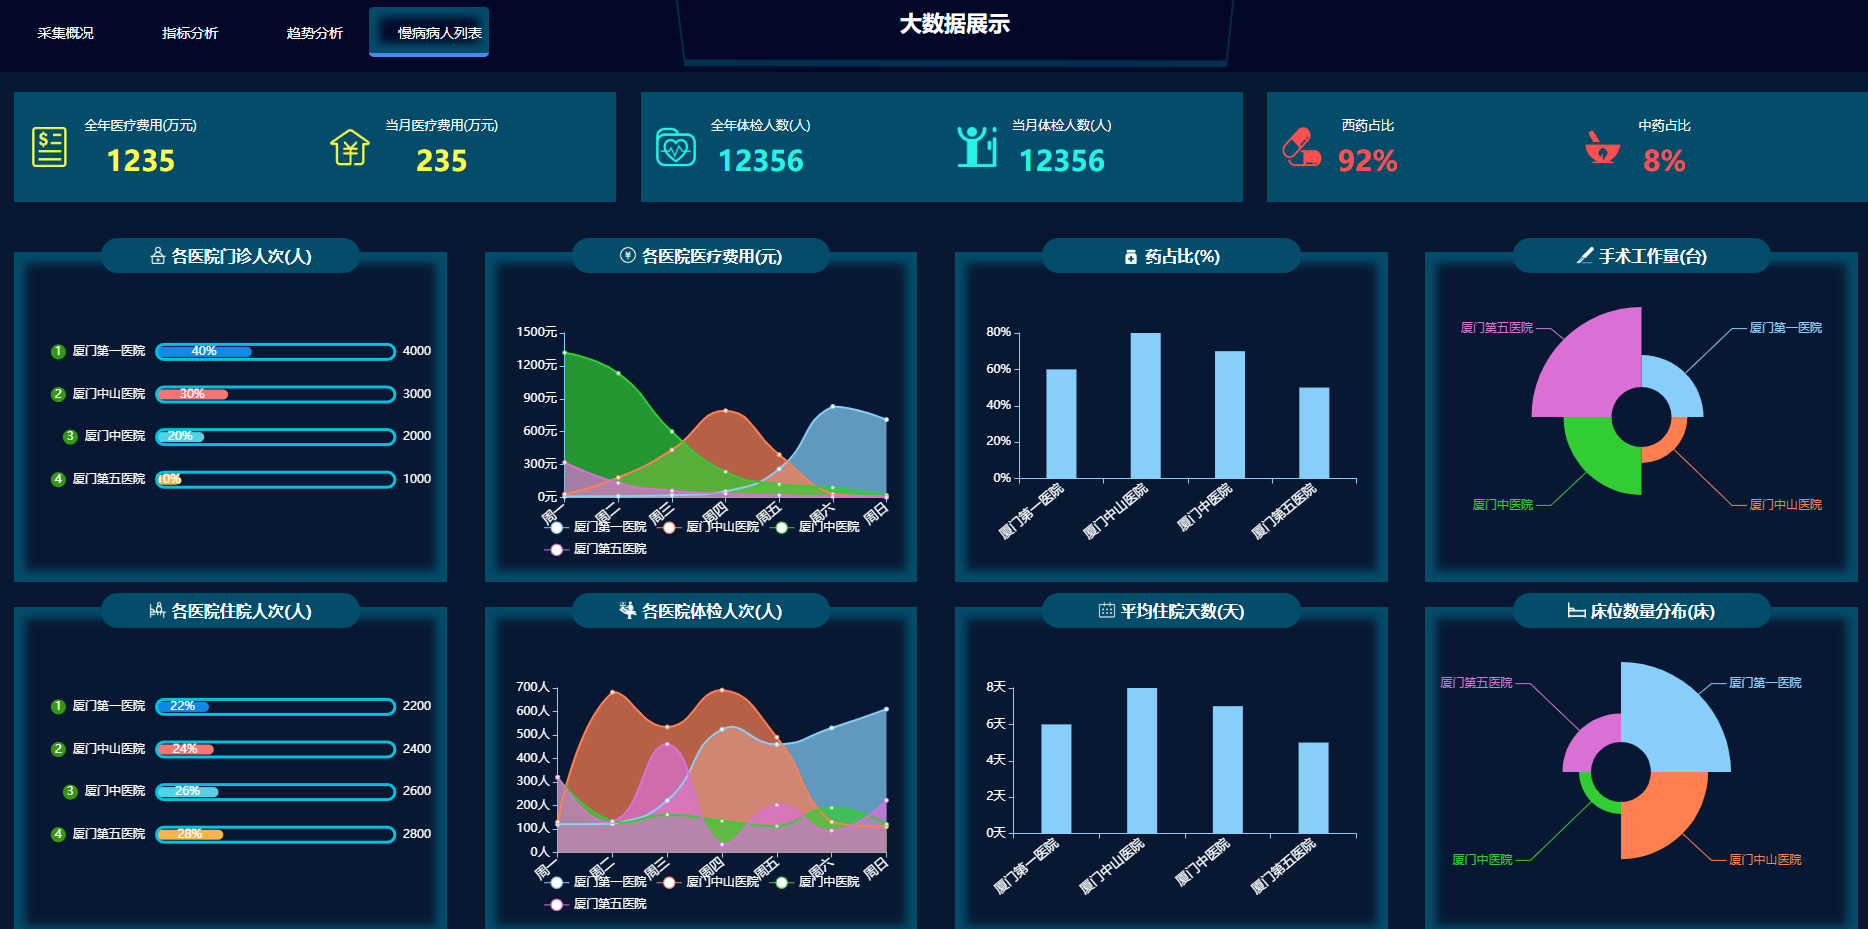 采集概况
指标分析
趋势分析
慢病病人列表
大数据展示
全年医疗费用(万元)
1235
当月医疗费用(万元)
235
全年体检人数(人)
12356
当月体检人数(人)
12356
西药占比
92%
中药占比
8%
各医院门诊人次(人)
1 厦门第一医院 40% 4000
2 厦门中山医院 30% 3000
3 厦门中医院 20% 2000
4 厦门第五医院 0% 1000
各医院医疗费用(元)
1500元
1200元
900元
600元
300元
0元
周一 周二 周三 周四 周五 周六 周日
厦门第一医院 厦门中山医院 厦门中医院
厦门第五医院
药占比(%)
80%
60%
40%
20%
0%
厦门第一医院 厦门中山医院 厦门中医院 厦门第五医院
手术工作量(台)
厦门第五医院 厦门第一医院
厦门中医院 厦门中山医院
各医院住院人次(人)
1 厦门第一医院 22% 2200
2 厦门中山医院 24% 2400
3 厦门中医院 26% 2600
4 厦门第五医院 28% 2800
各医院体检人次(人)
700人
600人
500人
400人
300人
200人
100人
0人
周一 周二 周三 周四 周五 周六 周日
厦门第一医院 厦门中山医院 厦门中医院
厦门第五医院
平均住院天数(天)
8天
6天
4天
2天
0天
厦门第一医院 厦门中山医院 厦门中医院 厦门第五医院
床位数量分布(床)
厦门第五医院 厦门第一医院
厦门中医院 厦门中山医院